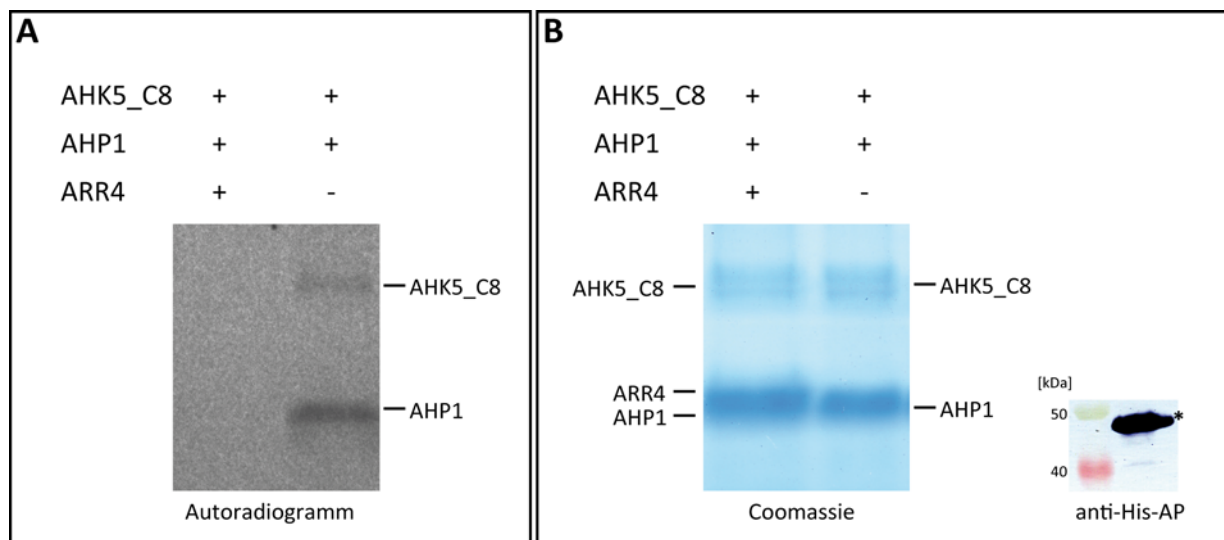 A
AHK5_C8 + +
AHP1 + +
ARR4 + -
AHK5_C8
AHP1
Autoradiogramm
B
AHK5_C8 + +
AHP1 + +
ARR4 + -
AHK5_C8 AHK5_C8
ARR4
AHP1 AHP1
Coomassie
[kDa]
50 *
40
anti-His-AP